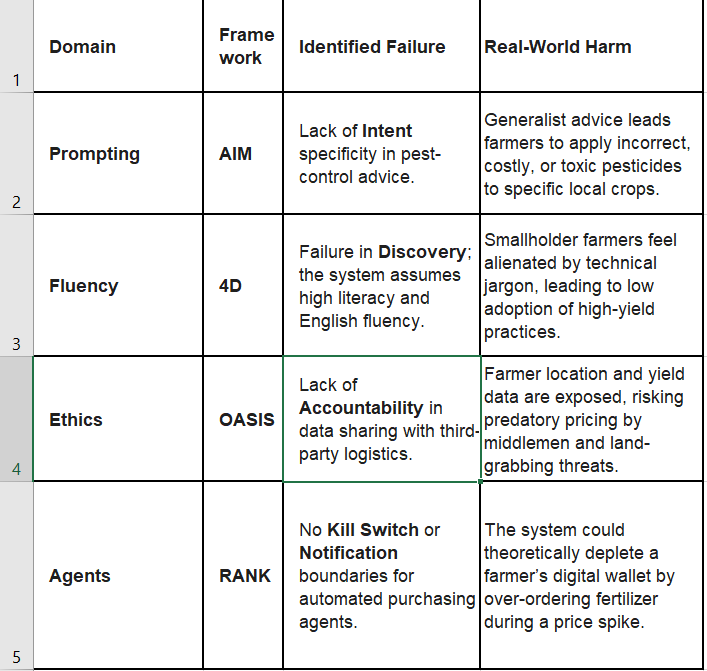 Domain
Frame
work
Identified Failure
Real-World Harm
1
Prompting
AIM
Lack of Intent
specificity in pest-
control advice.
Generalist advice leads
farmers to apply incorrect,
costly, or toxic pesticides
to specific local crops.
2
Fluency
4D
Failure in Discovery;
the system assumes
high literacy and
English fluency.
Smallholder farmers feel
alienated by technical
jargon, leading to low
adoption of high-yield
practices.
3
Ethics
OASIS
Lack of
Accountability in
data sharing with third-
party logistics.
Farmer location and yield
data are exposed, risking
predatory pricing by
middlemen and land-
grabbing threats.
4
Agents
RANK
No Kill Switch or
Notification
boundaries for
automated purchasing
agents.
The system could
theoretically deplete a
farmer’s digital wallet by
over-ordering fertilizer
during a price spike.
5